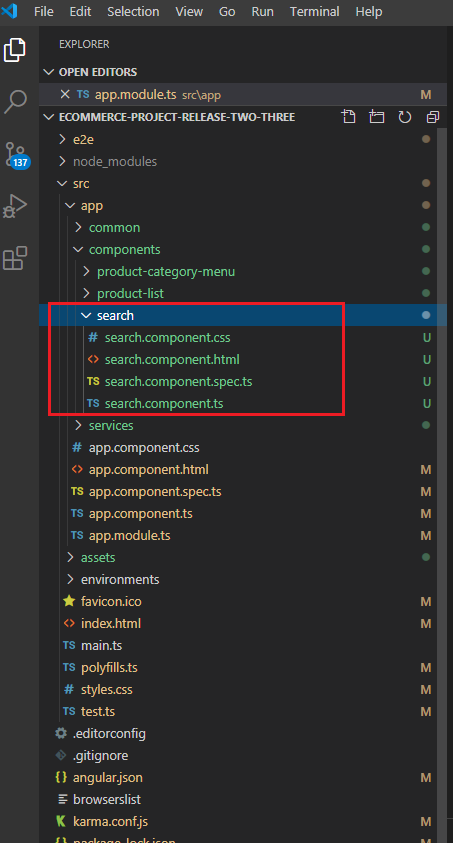 File Edit Selection View Go Run Terminal Help
EXPLORER
OPEN EDITORS
TS app.module.ts src\app M
ECOMMERCE-PROJECT-RELEASE-TWO-THREE
e2e
137
node_modules
src
app
common
components
product-category-menu
product-list
search
# search.component.css U
<> search.component.html U
TS search.component.spec.ts U
TS search.component.ts U
services
# app.component.css
<> app.component.html M
TS app.component.spec.ts M
TS app.component.ts M
TS app.module.ts M
assets
environments
favicon.ico M
<> index.html M
TS main.ts
TS polyfills.ts M
# styles.css M
TS test.ts M
.editorconfig
.gitignore
{} angular.json M
browserslist
K karma.conf.js M
{} package-lock.json M